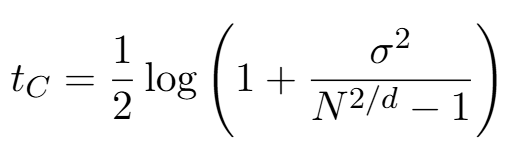 t_C = \frac{1}{2} \log \left( 1 + \frac{\sigma^2}{N^{2/d} - 1} \right)